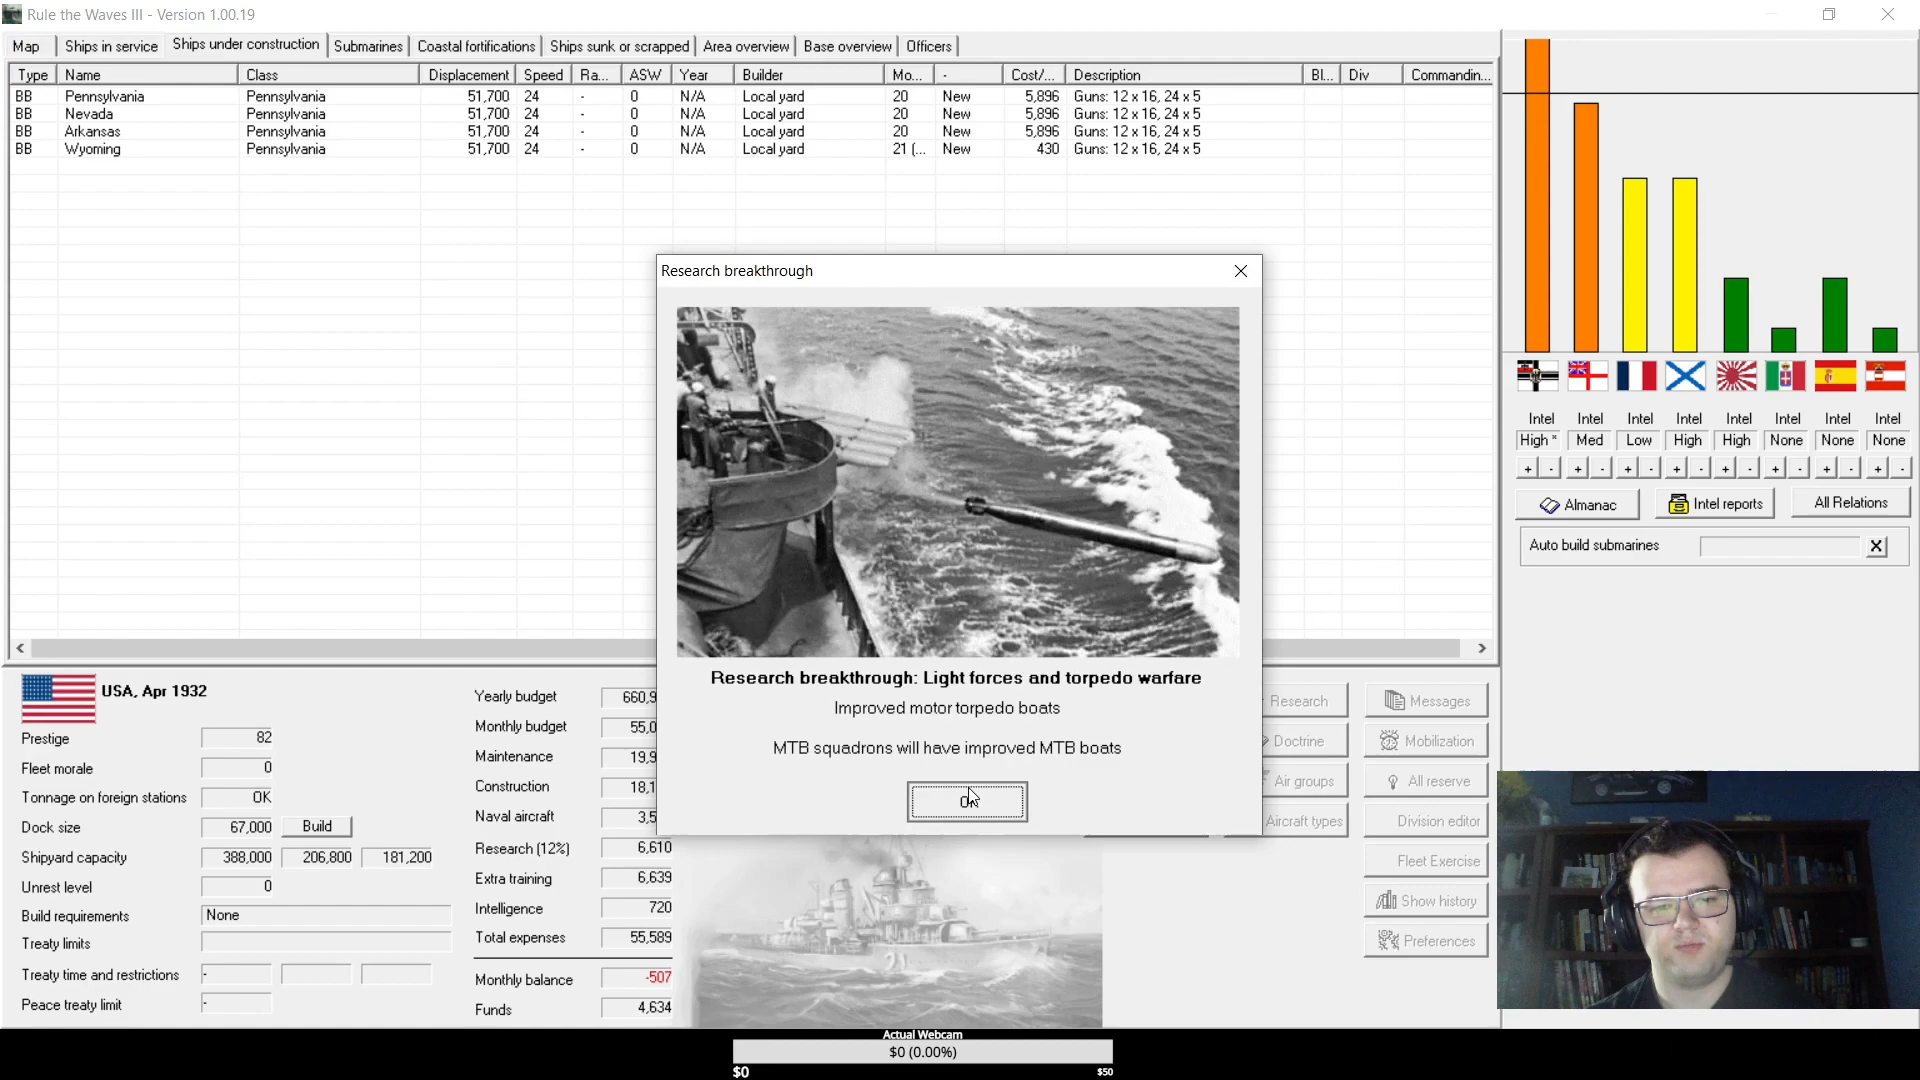 Rule the Waves III - Version 1.00.19
Map Ships in service Ships under construction Submarines Coastal fortifications Ships sunk or scrapped Area overview Base overview Officers
Type Name Class Displacement Speed Ra... ASW Year Builder Mo... - Cost/... Description Bl... Div Commandin...
BB Pennsylvania Pennsylvania 51,700 24 - 0 N/A Local yard 20 New 5,896 Guns: 12 x 16, 24 x 5
BB Nevada Pennsylvania 51,700 24 - 0 N/A Local yard 20 New 5,896 Guns: 12 x 16, 24 x 5
BB Arkansas Pennsylvania 51,700 24 - 0 N/A Local yard 20 New 5,896 Guns: 12 x 16, 24 x 5
BB Wyoming Pennsylvania 51,700 24 - 0 N/A Local yard 21 (... New 430 Guns: 12 x 16, 24 x 5
Research breakthrough
Research breakthrough: Light forces and torpedo warfare
Improved motor torpedo boats
MTB squadrons will have improved MTB boats
Intel Intel Intel Intel Intel Intel Intel Intel
High * Med Low High High None None None
+ - + - + - + - + - + - + - + -
Almanac Intel reports All Relations
Auto build submarines X
USA, Apr 1932
Prestige 82
Fleet morale 0
Tonnage on foreign stations OK
Dock size 67,000 Build
Shipyard capacity 388,000 206,800 181,200
Unrest level 0
Build requirements None
Treaty limits
Treaty time and restrictions -
Peace treaty limit -
Yearly budget 660,9
Monthly budget 55,0
Maintenance 19,9
Construction 18,1
Naval aircraft 3,5
Research (12%) 6,610
Extra training 6,639
Intelligence 720
Total expenses 55,589
Monthly balance -507
Funds 4,634
Research Messages
Doctrine Mobilization
Air groups All reserve
Aircraft types Division editor
Fleet Exercise
Show history
Preferences
21
Actual Webcam
$0 (0.00%)
$0 $50